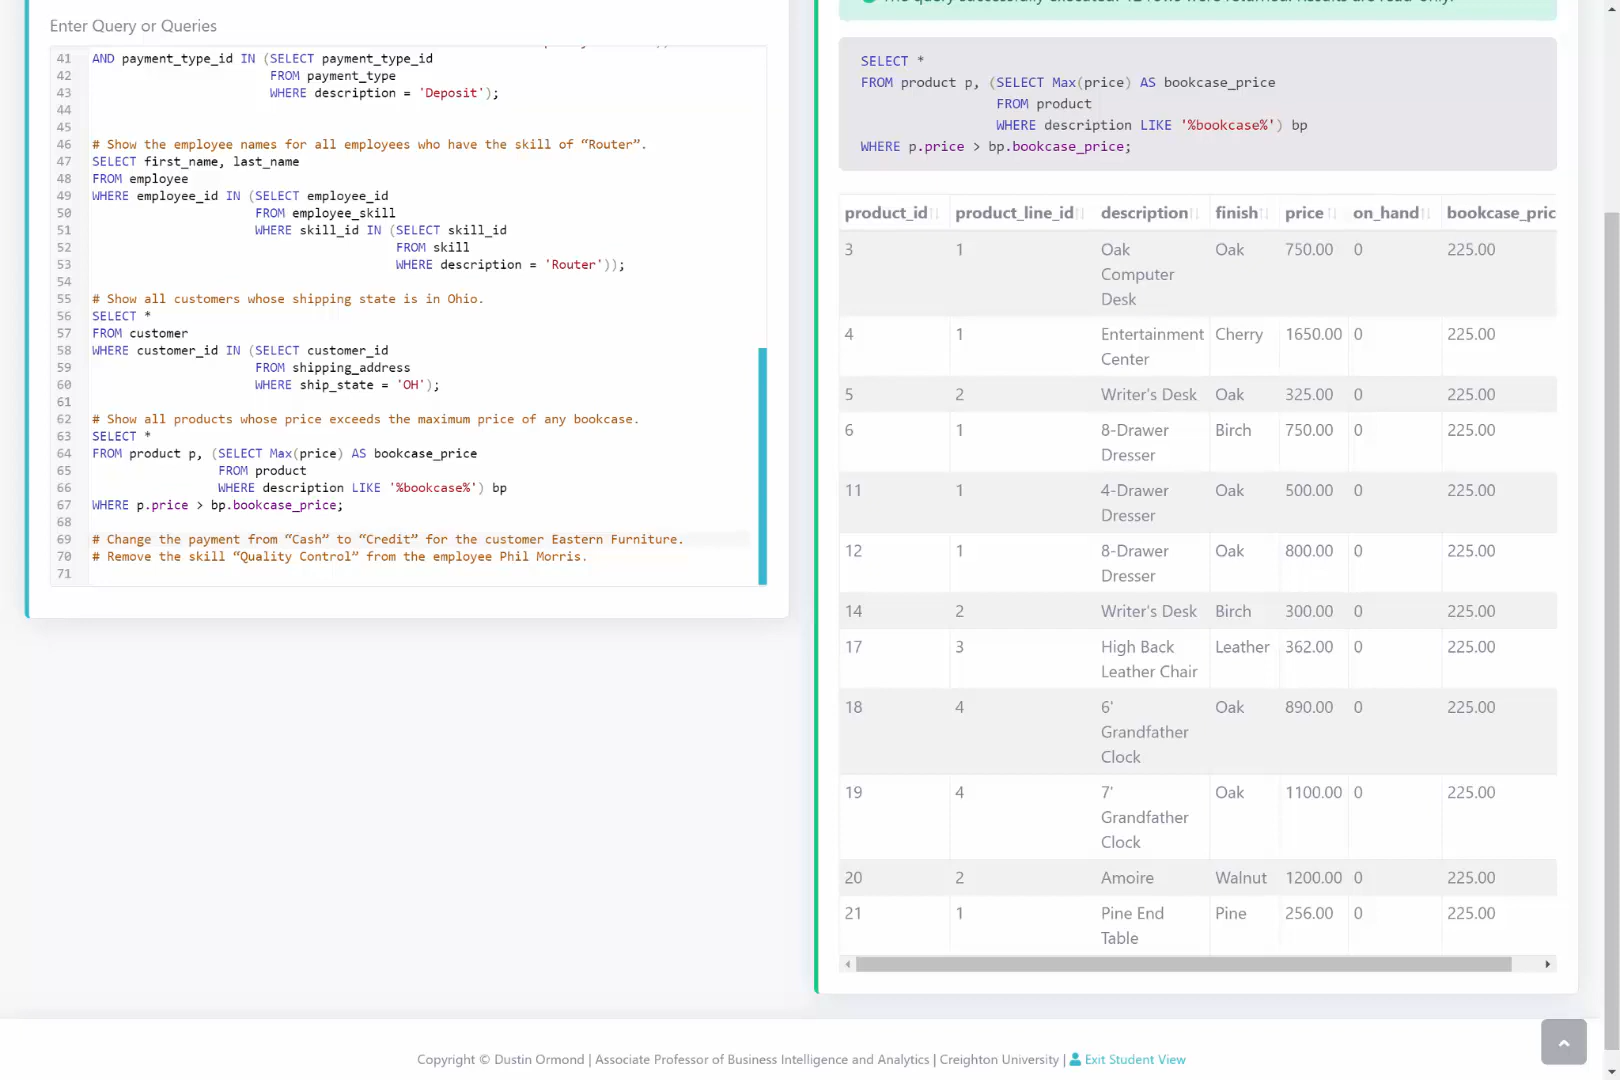 Enter Query or Queries
41 AND payment_type_id IN (SELECT payment_type_id
42 FROM payment_type
43 WHERE description = 'Deposit');
44
45
46 # Show the employee names for all employees who have the skill of “Router”.
47 SELECT first_name, last_name
48 FROM employee
49 WHERE employee_id IN (SELECT employee_id
50 FROM employee_skill
51 WHERE skill_id IN (SELECT skill_id
52 FROM skill
53 WHERE description = 'Router'));
54
55 # Show all customers whose shipping state is in Ohio.
56 SELECT *
57 FROM customer
58 WHERE customer_id IN (SELECT customer_id
59 FROM shipping_address
60 WHERE ship_state = 'OH');
61
62 # Show all products whose price exceeds the maximum price of any bookcase.
63 SELECT *
64 FROM product p, (SELECT Max(price) AS bookcase_price
65 FROM product
66 WHERE description LIKE '%bookcase%') bp
67 WHERE p.price > bp.bookcase_price;
68
69 # Change the payment from “Cash” to “Credit” for the customer Eastern Furniture.
70 # Remove the skill “Quality Control” from the employee Phil Morris.
71
SELECT *
FROM product p, (SELECT Max(price) AS bookcase_price
FROM product
WHERE description LIKE '%bookcase%') bp
WHERE p.price > bp.bookcase_price;
product_id product_line_id description finish price on_hand bookcase_pric
3 1 Oak Computer Desk Oak 750.00 0 225.00
4 1 Entertainment Center Cherry 1650.00 0 225.00
5 2 Writer's Desk Oak 325.00 0 225.00
6 1 8-Drawer Dresser Birch 750.00 0 225.00
11 1 4-Drawer Dresser Oak 500.00 0 225.00
12 1 8-Drawer Dresser Oak 800.00 0 225.00
14 2 Writer's Desk Birch 300.00 0 225.00
17 3 High Back Leather Chair Leather 362.00 0 225.00
18 4 6' Grandfather Clock Oak 890.00 0 225.00
19 4 7' Grandfather Clock Oak 1100.00 0 225.00
20 2 Amoire Walnut 1200.00 0 225.00
21 1 Pine End Table Pine 256.00 0 225.00
Copyright © Dustin Ormond | Associate Professor of Business Intelligence and Analytics | Creighton University | Exit Student View